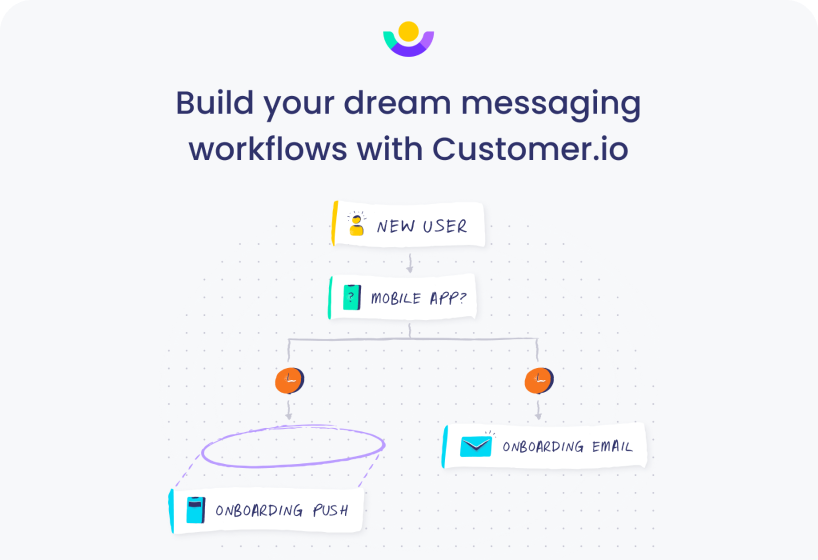 Build your dream messaging
workflows with Customer.io
NEW USER
MOBILE APP?
?
ONBOARDING EMAIL
ONBOARDING PUSH